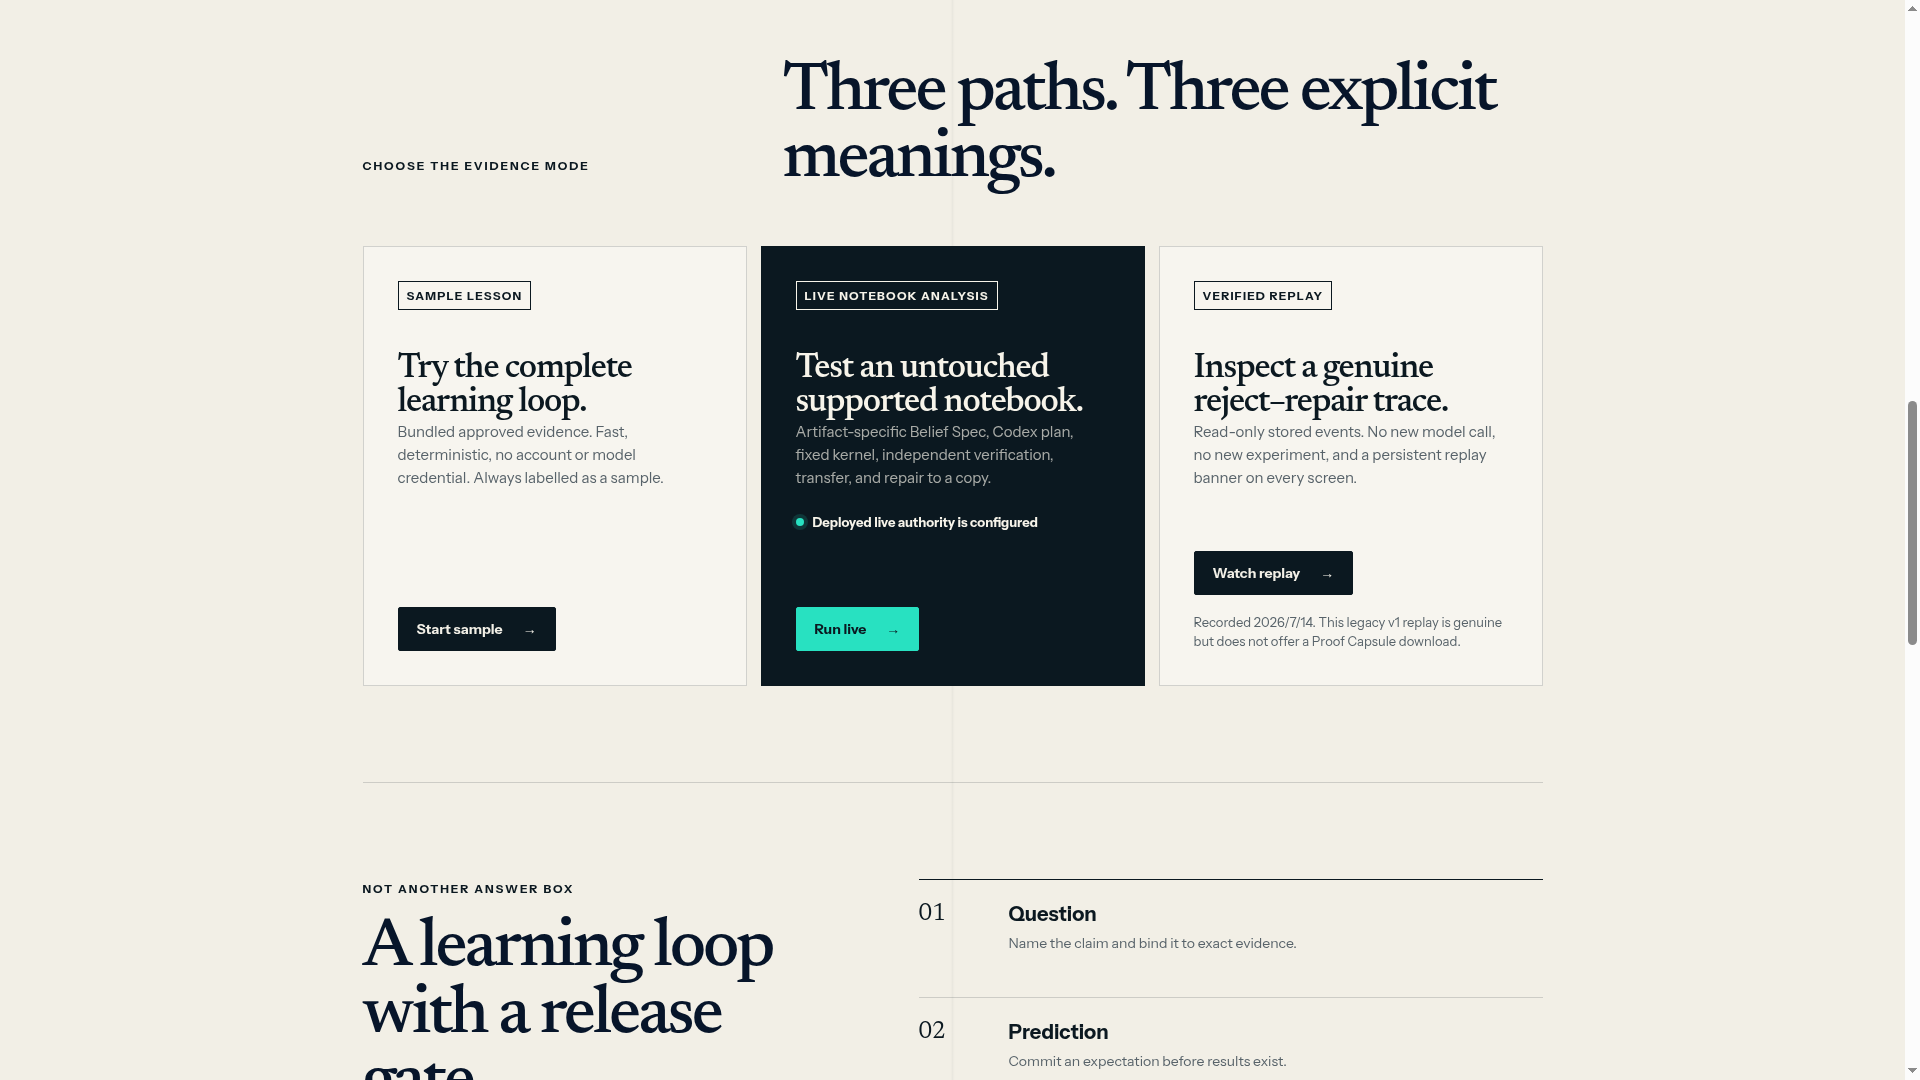 CHOOSE THE EVIDENCE MODE
Three paths. Three explicit
meanings.
SAMPLE LESSON
Try the complete
learning loop.
Bundled approved evidence. Fast,
deterministic, no account or model
credential. Always labelled as a sample.
Start sample →
LIVE NOTEBOOK ANALYSIS
Test an untouched
supported notebook.
Artifact-specific Belief Spec, Codex plan,
fixed kernel, independent verification,
transfer, and repair to a copy.
Deployed live authority is configured
Run live →
VERIFIED REPLAY
Inspect a genuine
reject–repair trace.
Read-only stored events. No new model call,
no new experiment, and a persistent replay
banner on every screen.
Watch replay →
Recorded 2026/7/14. This legacy v1 replay is genuine
but does not offer a Proof Capsule download.
NOT ANOTHER ANSWER BOX
A learning loop
with a release
gate.
01
Question
Name the claim and bind it to exact evidence.
02
Prediction
Commit an expectation before results exist.